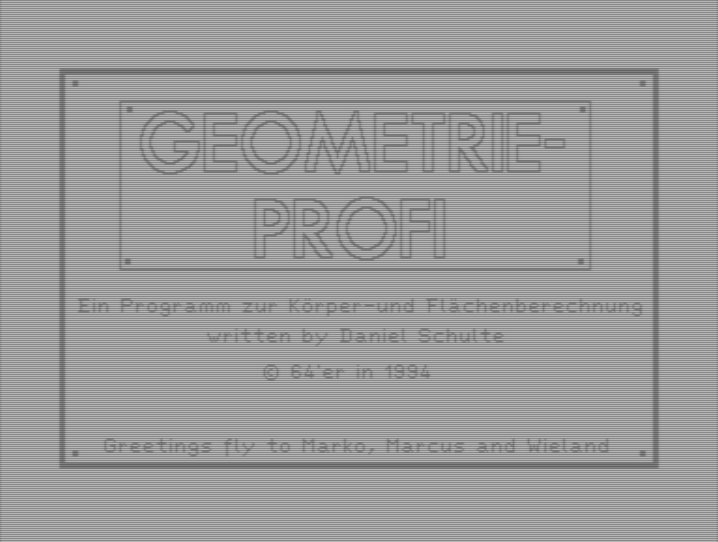 GEOMETRIE-
PROFI
Ein Programm zur Körper-und Flächenberechnung
written by Daniel Schulte
© 64'er in 1994
Greetings fly to Marko, Marcus and Wieland